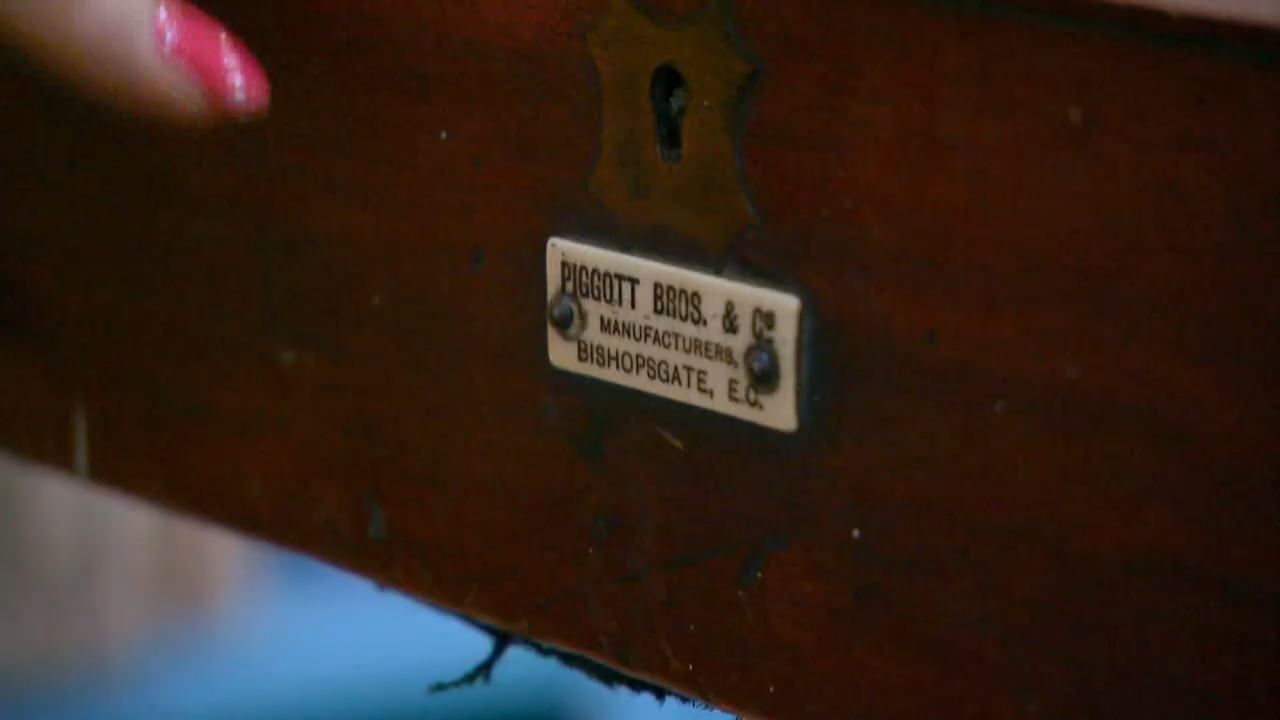 PIGGOTT BROS. & Co
MANUFACTURERS,
BISHOPSGATE, E.C.